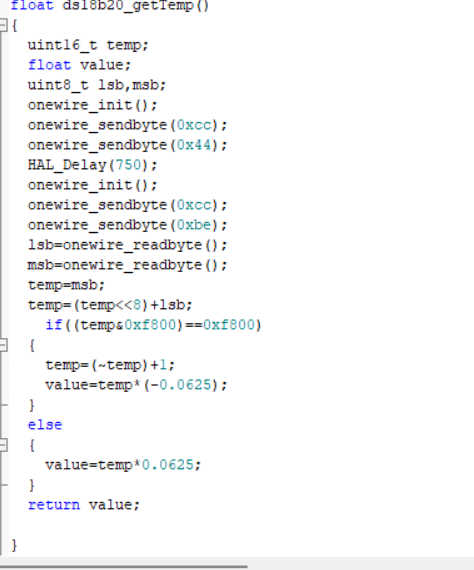 float ds18b20_getTemp()
{
uint16_t temp;
float value;
uint8_t lsb,msb;
onewire_init();
onewire_sendbyte(0xcc);
onewire_sendbyte(0x44);
HAL_Delay(750);
onewire_init();
onewire_sendbyte(0xcc);
onewire_sendbyte(0xbe);
lsb=onewire_readbyte();
msb=onewire_readbyte();
temp=msb;
temp=(temp<<8)+lsb;
if((temp&0xf800)==0xf800)
{
temp=(~temp)+1;
value=temp*(-0.0625);
}
else
{
value=temp*0.0625;
}
return value;
}